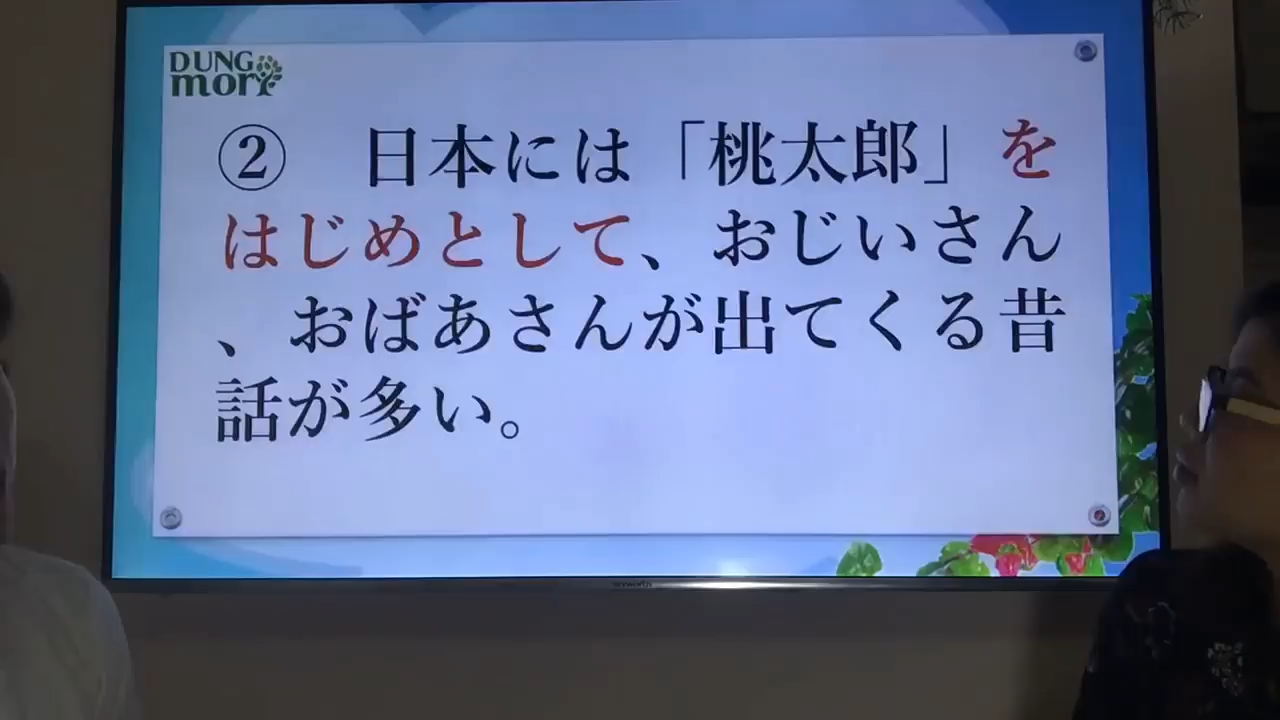 DUNG
mori
② 日本には「桃太郎」を
はじめとして、おじいさん
、おばあさんが出てくる昔
話が多い。